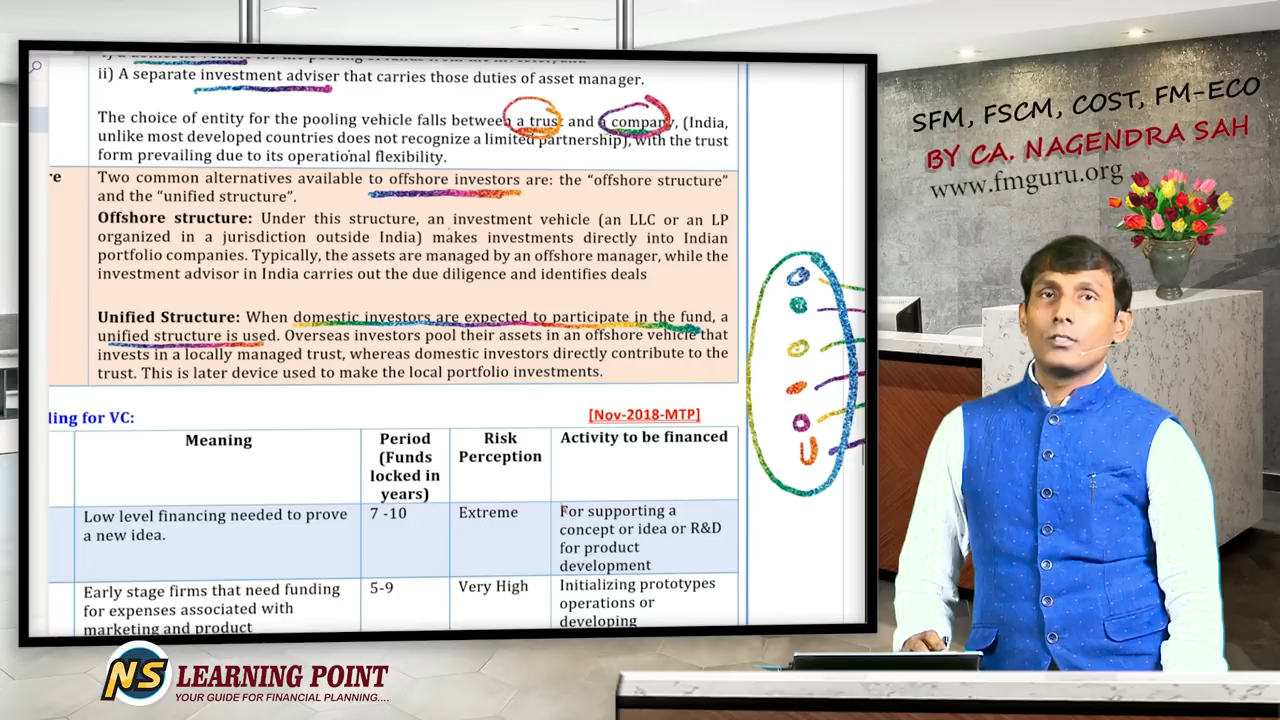 ii) A separate investment adviser that carries those duties of asset manager.
The choice of entity for the pooling vehicle falls between a trust and a company, (India,
unlike most developed countries does not recognize a limited partnership), with the trust
form prevailing due to its operational flexibility.
re
Two common alternatives available to offshore investors are: the “offshore structure”
and the “unified structure”.
Offshore structure: Under this structure, an investment vehicle (an LLC or an LP
organized in a jurisdiction outside India) makes investments directly into Indian
portfolio companies. Typically, the assets are managed by an offshore manager, while the
investment advisor in India carries out the due diligence and identifies deals
Unified Structure: When domestic investors are expected to participate in the fund, a
unified structure is used. Overseas investors pool their assets in an offshore vehicle that
invests in a locally managed trust, whereas domestic investors directly contribute to the
trust. This is later device used to make the local portfolio investments.
ling for VC:
[Nov-2018-MTP]
Meaning
Period
(Funds
locked in
years)
Risk
Perception
Activity to be financed
Low level financing needed to prove
a new idea.
7 -10
Extreme
For supporting a
concept or idea or R&D
for product
development
Early stage firms that need funding
for expenses associated with
marketing and product
5-9
Very High
Initializing prototypes
operations or
developing
SFM, FSCM, COST, FM-ECO
BY CA. NAGENDRA SAH
www.fmguru.org
NS LEARNING POINT
YOUR GUIDE FOR FINANCIAL PLANNING....